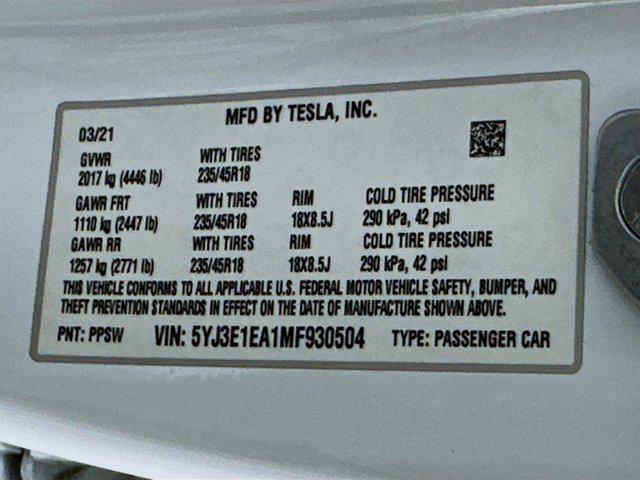 MFD BY TESLA, INC.
03/21
GVWR WITH TIRES
2017 kg (4446 lb) 235/45R18
GAWR FRT WITH TIRES RIM COLD TIRE PRESSURE
1110 kg (2447 lb) 235/45R18 18X8.5J 290 kPa, 42 psi
GAWR RR WITH TIRES RIM COLD TIRE PRESSURE
1257 kg (2771 lb) 235/45R18 18X8.5J 290 kPa, 42 psi
THIS VEHICLE CONFORMS TO ALL APPLICABLE U.S. FEDERAL MOTOR VEHICLE SAFETY, BUMPER, AND
THEFT PREVENTION STANDARDS IN EFFECT ON THE DATE OF MANUFACTURE SHOWN ABOVE.
PNT: PPSW VIN: 5YJ3E1EA1MF930504 TYPE: PASSENGER CAR